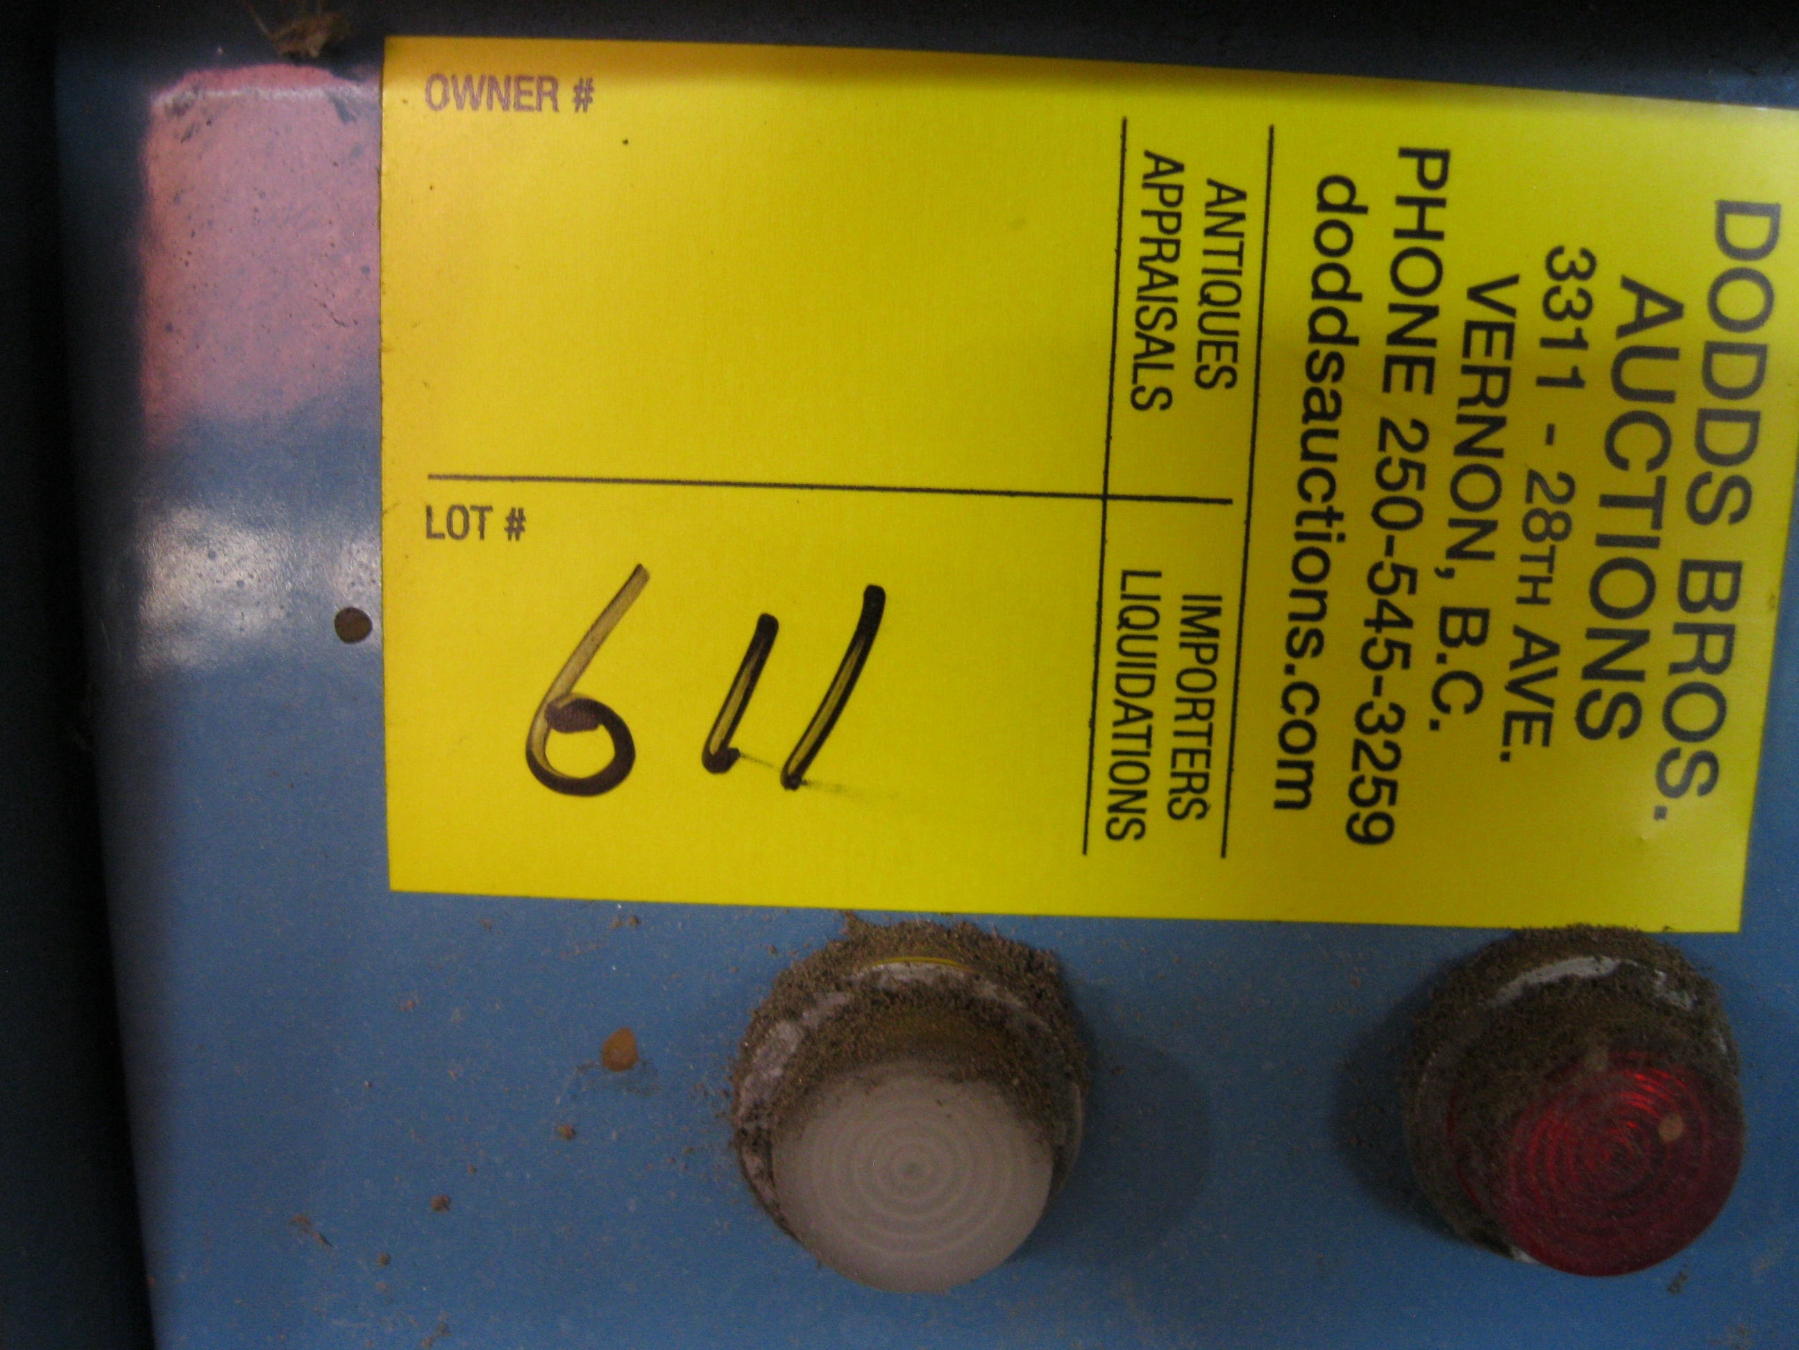 DODDS BROS.
AUCTIONS
3311 - 28TH AVE.
VERNON, B.C.
PHONE 250-545-3259
doddsauctions.com
ANTIQUES
APPRAISALS
IMPORTERS
LIQUIDATIONS
OWNER #
LOT #
611